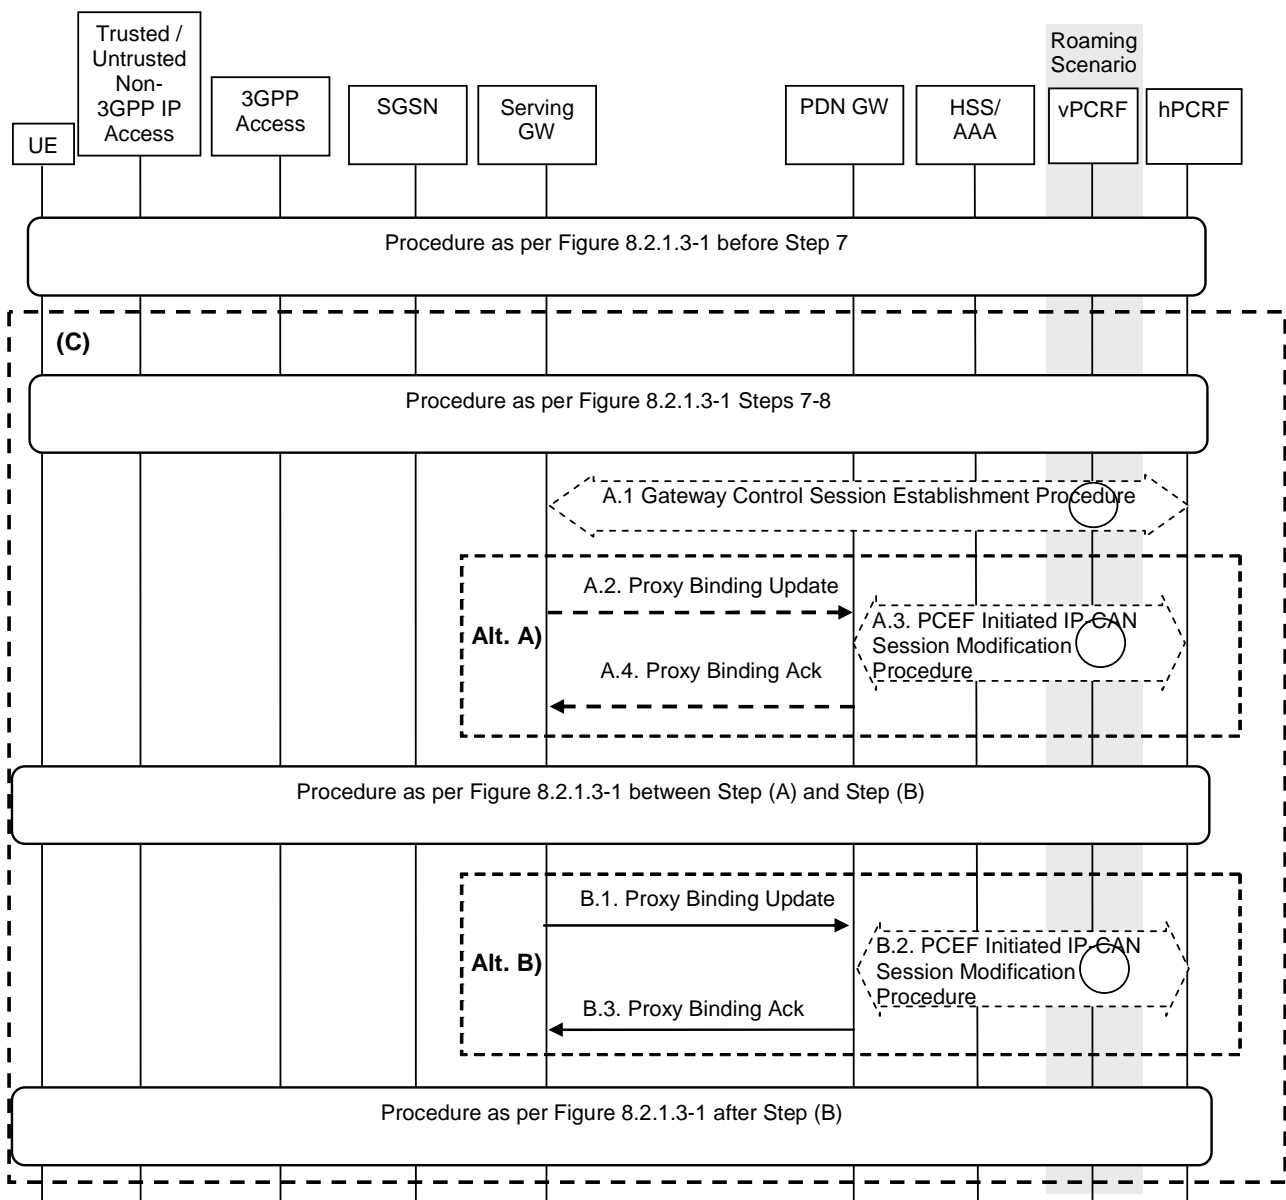 Roaming
Scenario
Trusted /
Untrusted
Non-
3GPP IP
Access
UE
3GPP
Access
SGSN
Serving
GW
PDN GW
HSS/
AAA
vPCRF
hPCRF
Procedure as per Figure 8.2.1.3-1 before Step 7
(C)
Procedure as per Figure 8.2.1.3-1 Steps 7-8
A.1 Gateway Control Session Establishment Procedure
Alt. A)
A.2. Proxy Binding Update
A.3. PCEF Initiated IP-CAN
Session Modification
Procedure
A.4. Proxy Binding Ack
Procedure as per Figure 8.2.1.3-1 between Step (A) and Step (B)
Alt. B)
B.1. Proxy Binding Update
B.2. PCEF Initiated IP-CAN
Session Modification
Procedure
B.3. Proxy Binding Ack
Procedure as per Figure 8.2.1.3-1 after Step (B)